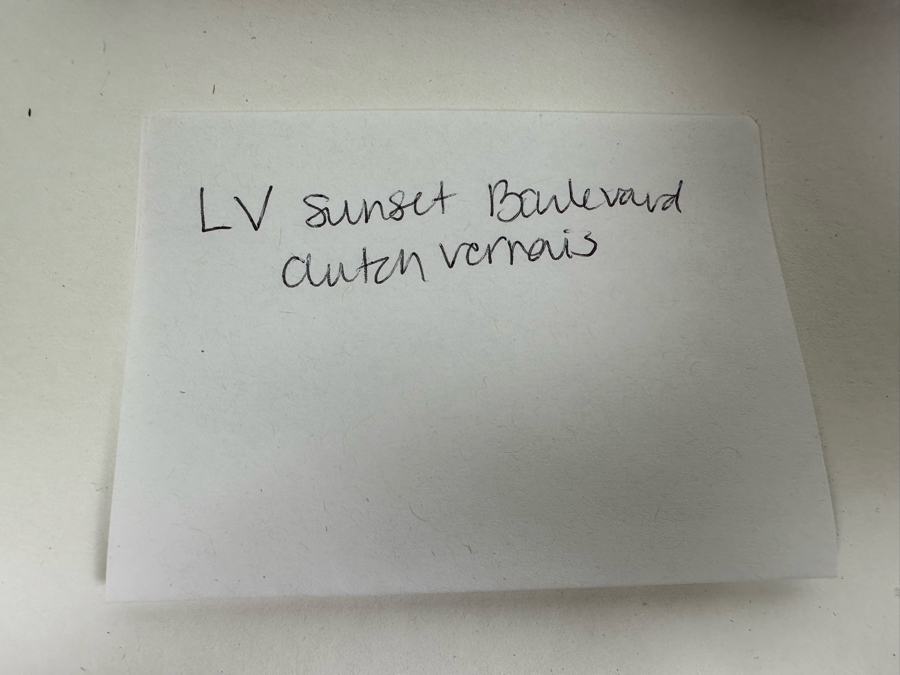 LV Sunset Boulevard
clutch vernais